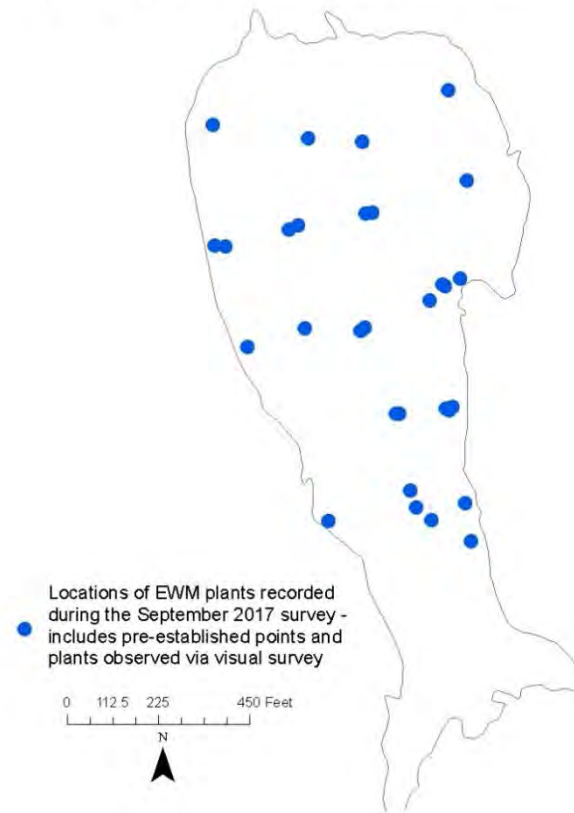 Locations of EWM plants recorded
during the September 2017 survey -
includes pre-established points and
plants observed via visual survey
0 112.5 225 450 Feet
N